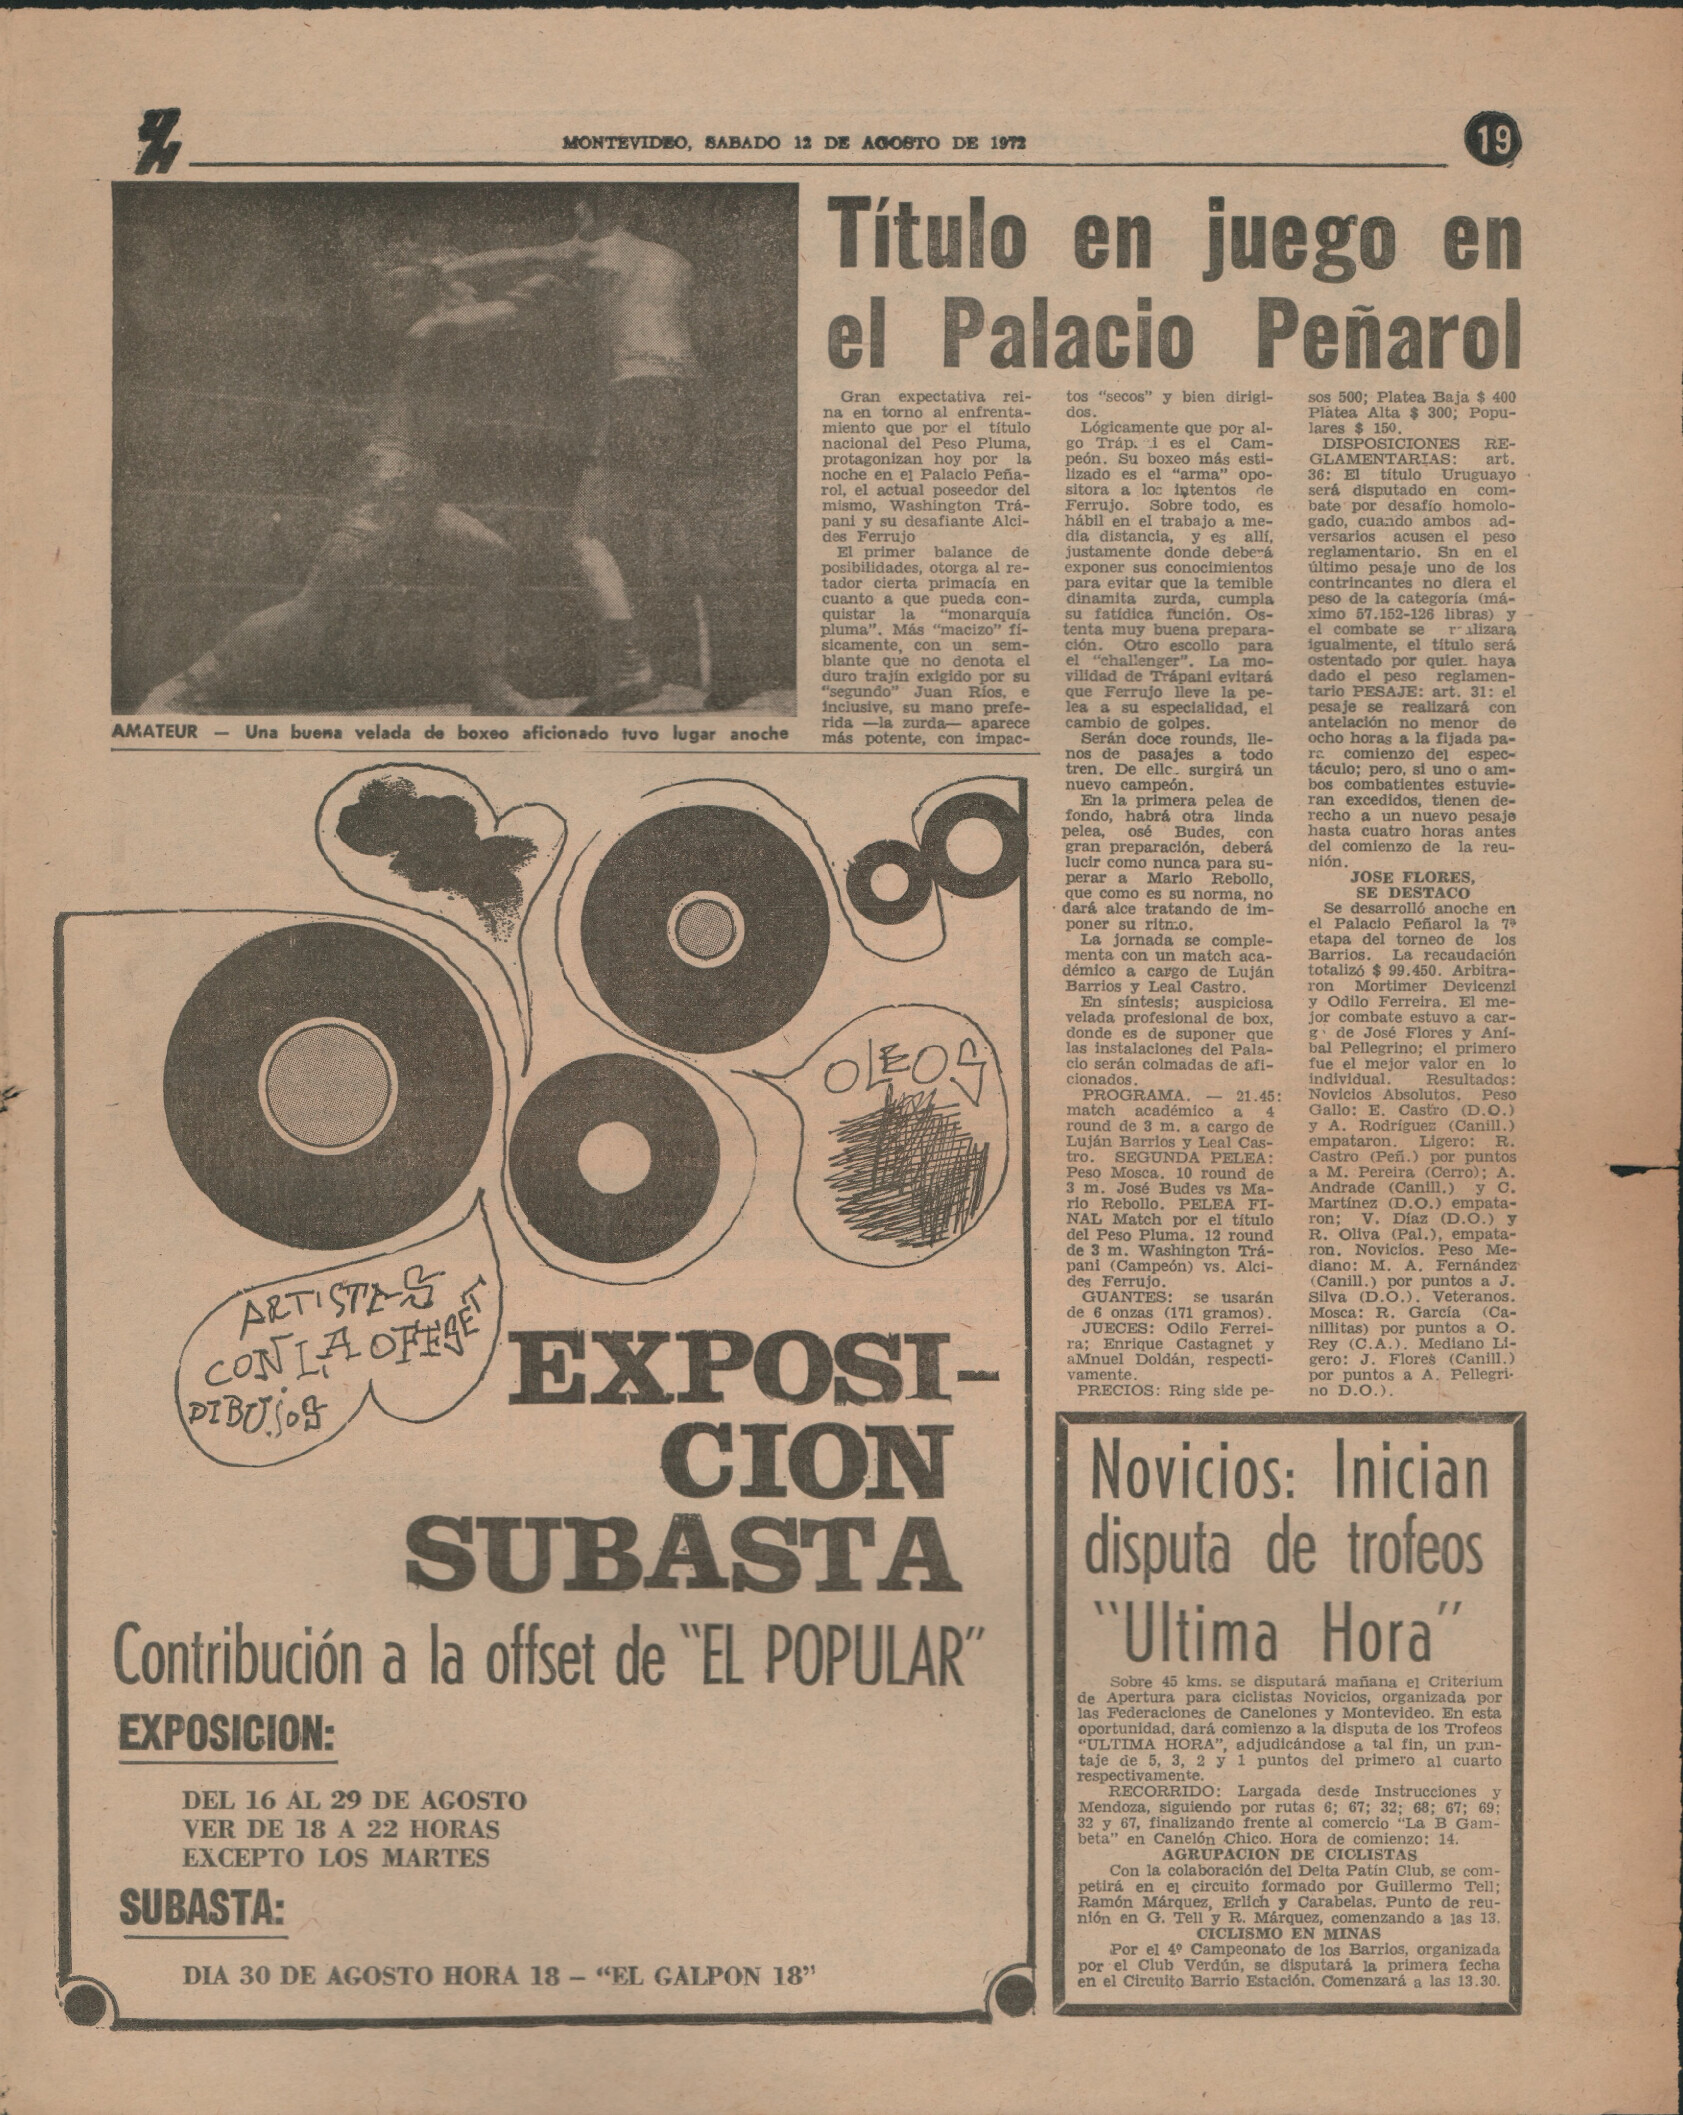 UH
MONTEVIDEO, SABADO 12 DE AGOSTO DE 1972
19
AMATEUR — Una buena velada de boxeo aficionado tuvo lugar anoche
Título en juego en
el Palacio Peñarol
Gran expectativa rei-
na en torno al enfrenta-
miento que por el título
nacional del Peso Pluma,
protagonizan hoy por la
noche en el Palacio Peña-
rol, el actual poseedor del
mismo, Washington Trá-
pani y su desafiante Alci-
des Ferrujo
El primer balance de
posibilidades, otorga al re-
tador cierta primacía en
cuanto a que pueda con-
quistar la "monarquía
pluma". Más "macizo" fí-
sicamente, con un sem-
blante que no denota el
duro trajín exigido por su
"segundo" Juan Ríos, e
inclusive, su mano prefe-
rida —la zurda— aparece
más potente, con impac-
tos "secos" y bien dirigi-
dos.
Lógicamente que por al-
go Tráp. i es el Cam-
peón. Su boxeo más esti-
lizado es el "arma" opo-
sitora a los intentos de
Ferrujo. Sobre todo, es
hábil en el trabajo a me-
dia distancia, y es allí,
justamente donde deberá
exponer sus conocimientos
para evitar que la temible
dinamita zurda, cumpla
su fatídica función. Os-
tenta muy buena prepara-
ción. Otro escollo para
el "challenger". La mo-
vilidad de Trápani evitará
que Ferrujo lleve la pe-
lea a su especialidad, el
cambio de golpes.
Serán doce rounds, lle-
nos de pasajes a todo
tren. De ello surgirá un
nuevo campeón.
En la primera pelea de
fondo, habrá otra linda
pelea, osé Budes, con
gran preparación, deberá
lucir como nunca para su-
perar a Mario Rebollo,
que como es su norma, no
dará alce tratando de im-
poner su ritmo.
La jornada se comple-
menta con un match aca-
démico a cargo de Luján
Barrios y Leal Castro.
En síntesis; auspiciosa
velada profesional de box,
donde es de suponer que
las instalaciones del Pala-
cio serán colmadas de afi-
cionados.
PROGRAMA. — 21.45:
match académico a 4
round de 3 m. a cargo de
Luján Barrios y Leal Cas-
tro. SEGUNDA PELEA:
Peso Mosca. 10 round de
3 m. José Budes vs Ma-
rio Rebollo. PELEA FI-
NAL Match por el título
del Peso Pluma. 12 round
de 3 m. Washington Trá-
pani (Campeón) vs. Alci-
des Ferrujo.
GUANTES: se usarán
de 6 onzas (171 gramos).
JUECES: Odilo Ferrei-
ra; Enrique Castagnet y
aMnuel Doldán, respecti-
vamente.
PRECIOS: Ring side pe-
sos 500; Platea Baja $ 400
Platea Alta $ 300; Popu-
lares $ 150.
DISPOSICIONES RE-
GLAMENTARIAS: art.
36: El título Uruguayo
será disputado en com-
bate por desafío homolo-
gado, cuando ambos ad-
versarios acusen el peso
reglamentario. Sn en el
último pesaje uno de los
contrincantes no diera el
peso de la categoría (má-
ximo 57.152-126 libras) y
el combate se realizara
igualmente, el título será
ostentado por quien haya
dado el peso reglamen-
tario PESAJE: art. 31: el
pesaje se realizará con
antelación no menor de
ocho horas a la fijada pa-
ra comienzo del espec-
táculo; pero, si uno o am-
bos combatientes estuvie-
ran excedidos, tienen de-
recho a un nuevo pesaje
hasta cuatro horas antes
del comienzo de la reu-
nión.
JOSE FLORES,
SE DESTACO
Se desarrolló anoche en
el Palacio Peñarol la 7ª
etapa del torneo de los
Barrios. La recaudación
totalizó $ 99.450. Arbitra-
ron Mortimer Devicenzi
y Odilo Ferreira. El me-
jor combate estuvo a car-
g de José Flores y Aní-
bal Pellegrino; el primero
fue el mejor valor en lo
individual. Resultados:
Novicios Absolutos. Peso
Gallo: E. Castro (D.O.)
y A. Rodríguez (Canill.)
empataron. Ligero: R.
Castro (Peñ.) por puntos
a M. Pereira (Cerro); A.
Andrade (Canill.) y C.
Martínez (D.O.) empata-
ron; V. Díaz (D.O.) y
R. Oliva (Pal.), empata-
ron. Novicios. Peso Me-
diano: M. A. Fernández
(Canill.) por puntos a J.
Silva (D.O.). Veteranos.
Mosca: R. García (Ca-
nillitas) por puntos a O.
Rey (C.A.). Mediano Li-
gero: J. Flores (Canill.)
por puntos a A. Pellegri-
no D.O.).
OLEOS
ARTISTAS
CON LA OFFSET
DIBUJOS
EXPOSI-
CION
SUBASTA
Contribución a la offset de "EL POPULAR"
EXPOSICION:
DEL 16 AL 29 DE AGOSTO
VER DE 18 A 22 HORAS
EXCEPTO LOS MARTES
SUBASTA:
DIA 30 DE AGOSTO HORA 18 – "EL GALPON 18"
Novicios: Inician
disputa de trofeos
"Ultima Hora"
Sobre 45 kms. se disputará mañana el Criterium
de Apertura para ciclistas Novicios, organizada por
las Federaciones de Canelones y Montevideo. En esta
oportunidad, dará comienzo a la disputa de los Trofeos
"ULTIMA HORA", adjudicándose a tal fin, un pun-
taje de 5, 3, 2 y 1 puntos del primero al cuarto
respectivamente.
RECORRIDO: Largada desde Instrucciones y
Mendoza, siguiendo por rutas 6; 67; 32; 68; 67; 69;
32 y 67, finalizando frente al comercio "La B Gam-
beta" en Canelón Chico. Hora de comienzo: 14.
AGRUPACION DE CICLISTAS
Con la colaboración del Delta Patín Club, se com-
petirá en el circuito formado por Guillermo Tell;
Ramón Márquez, Erlich y Carabelas. Punto de reu-
nión en G. Tell y R. Márquez, comenzando a las 13.
CICLISMO EN MINAS
Por el 4º Campeonato de los Barrios, organizada
por el Club Verdún, se disputará la primera fecha
en el Circuito Barrio Estación. Comenzará a las 13.30.